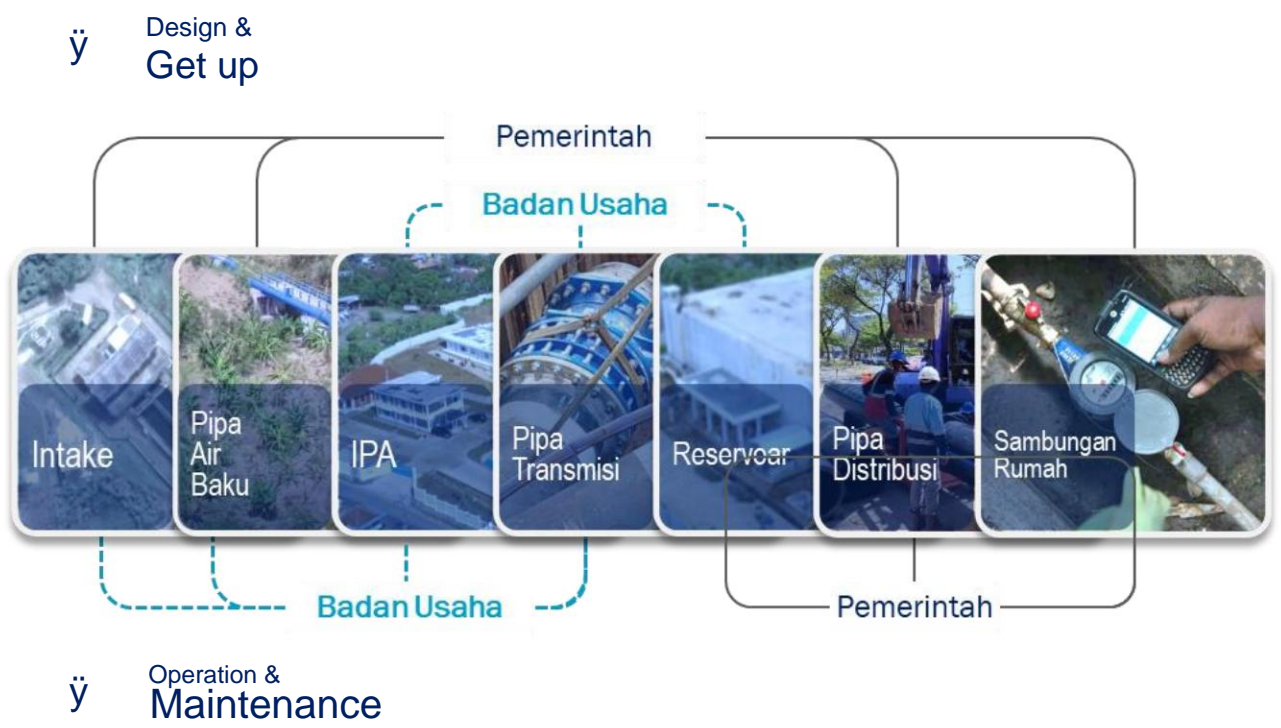 ÿ Design &
Get up
Pemerintah
Badan Usaha
Intake
Pipa
Air
Baku
IPA
Pipa
Transmisi
Reservoar
Pipa
Distribusi
Sambungan
Rumah
Badan Usaha
Pemerintah
ÿ Operation &
Maintenance